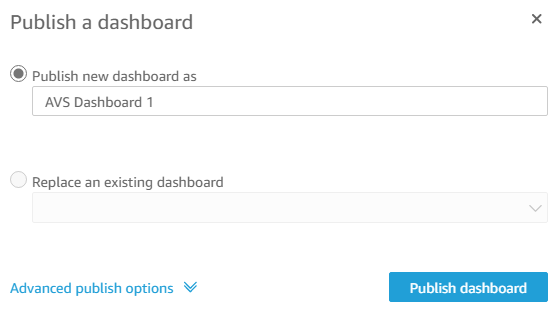 Publish a dashboard
Publish new dashboard as
AVS Dashboard 1
Replace an existing dashboard
Advanced publish options
Publish dashboard